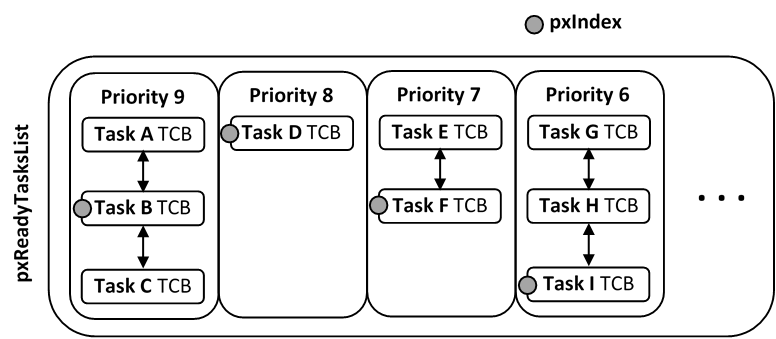 pxIndex
pxReadyTasksList
Priority 9
Task A TCB
Task B TCB
Task C TCB
Priority 8
Task D TCB
Priority 7
Task E TCB
Task F TCB
Priority 6
Task G TCB
Task H TCB
Task I TCB
. . .